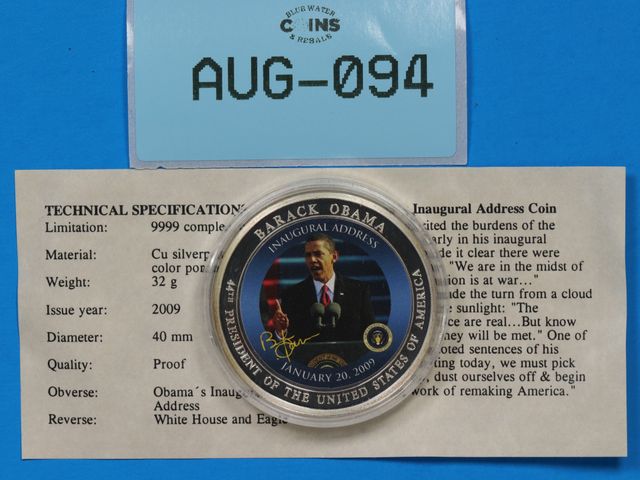 BLUE WATER
COINS
& RESALE
AUG-094
TECHNICAL SPECIFICATION
Limitation: 9999 comple
Material: Cu silverp
color por
Weight: 32 g
Issue year: 2009
Diameter: 40 mm
Quality: Proof
Obverse: Obama´s Inaug
Address
Reverse: White House and Eagle
BARACK OBAMA
INAUGURAL ADDRESS
JANUARY 20, 2009
44TH PRESIDENT OF THE UNITED STATES OF AMERICA
Inaugural Address Coin
ited the burdens of the
arly in his inaugural
de it clear there were
"We are in the midst of
ion is at war..."
de the turn from a cloud
sunlight: "The
ce are real...But know
hey will be met." One of
oted sentences of his
ting today, we must pick
, dust ourselves off & begin
work of remaking America."